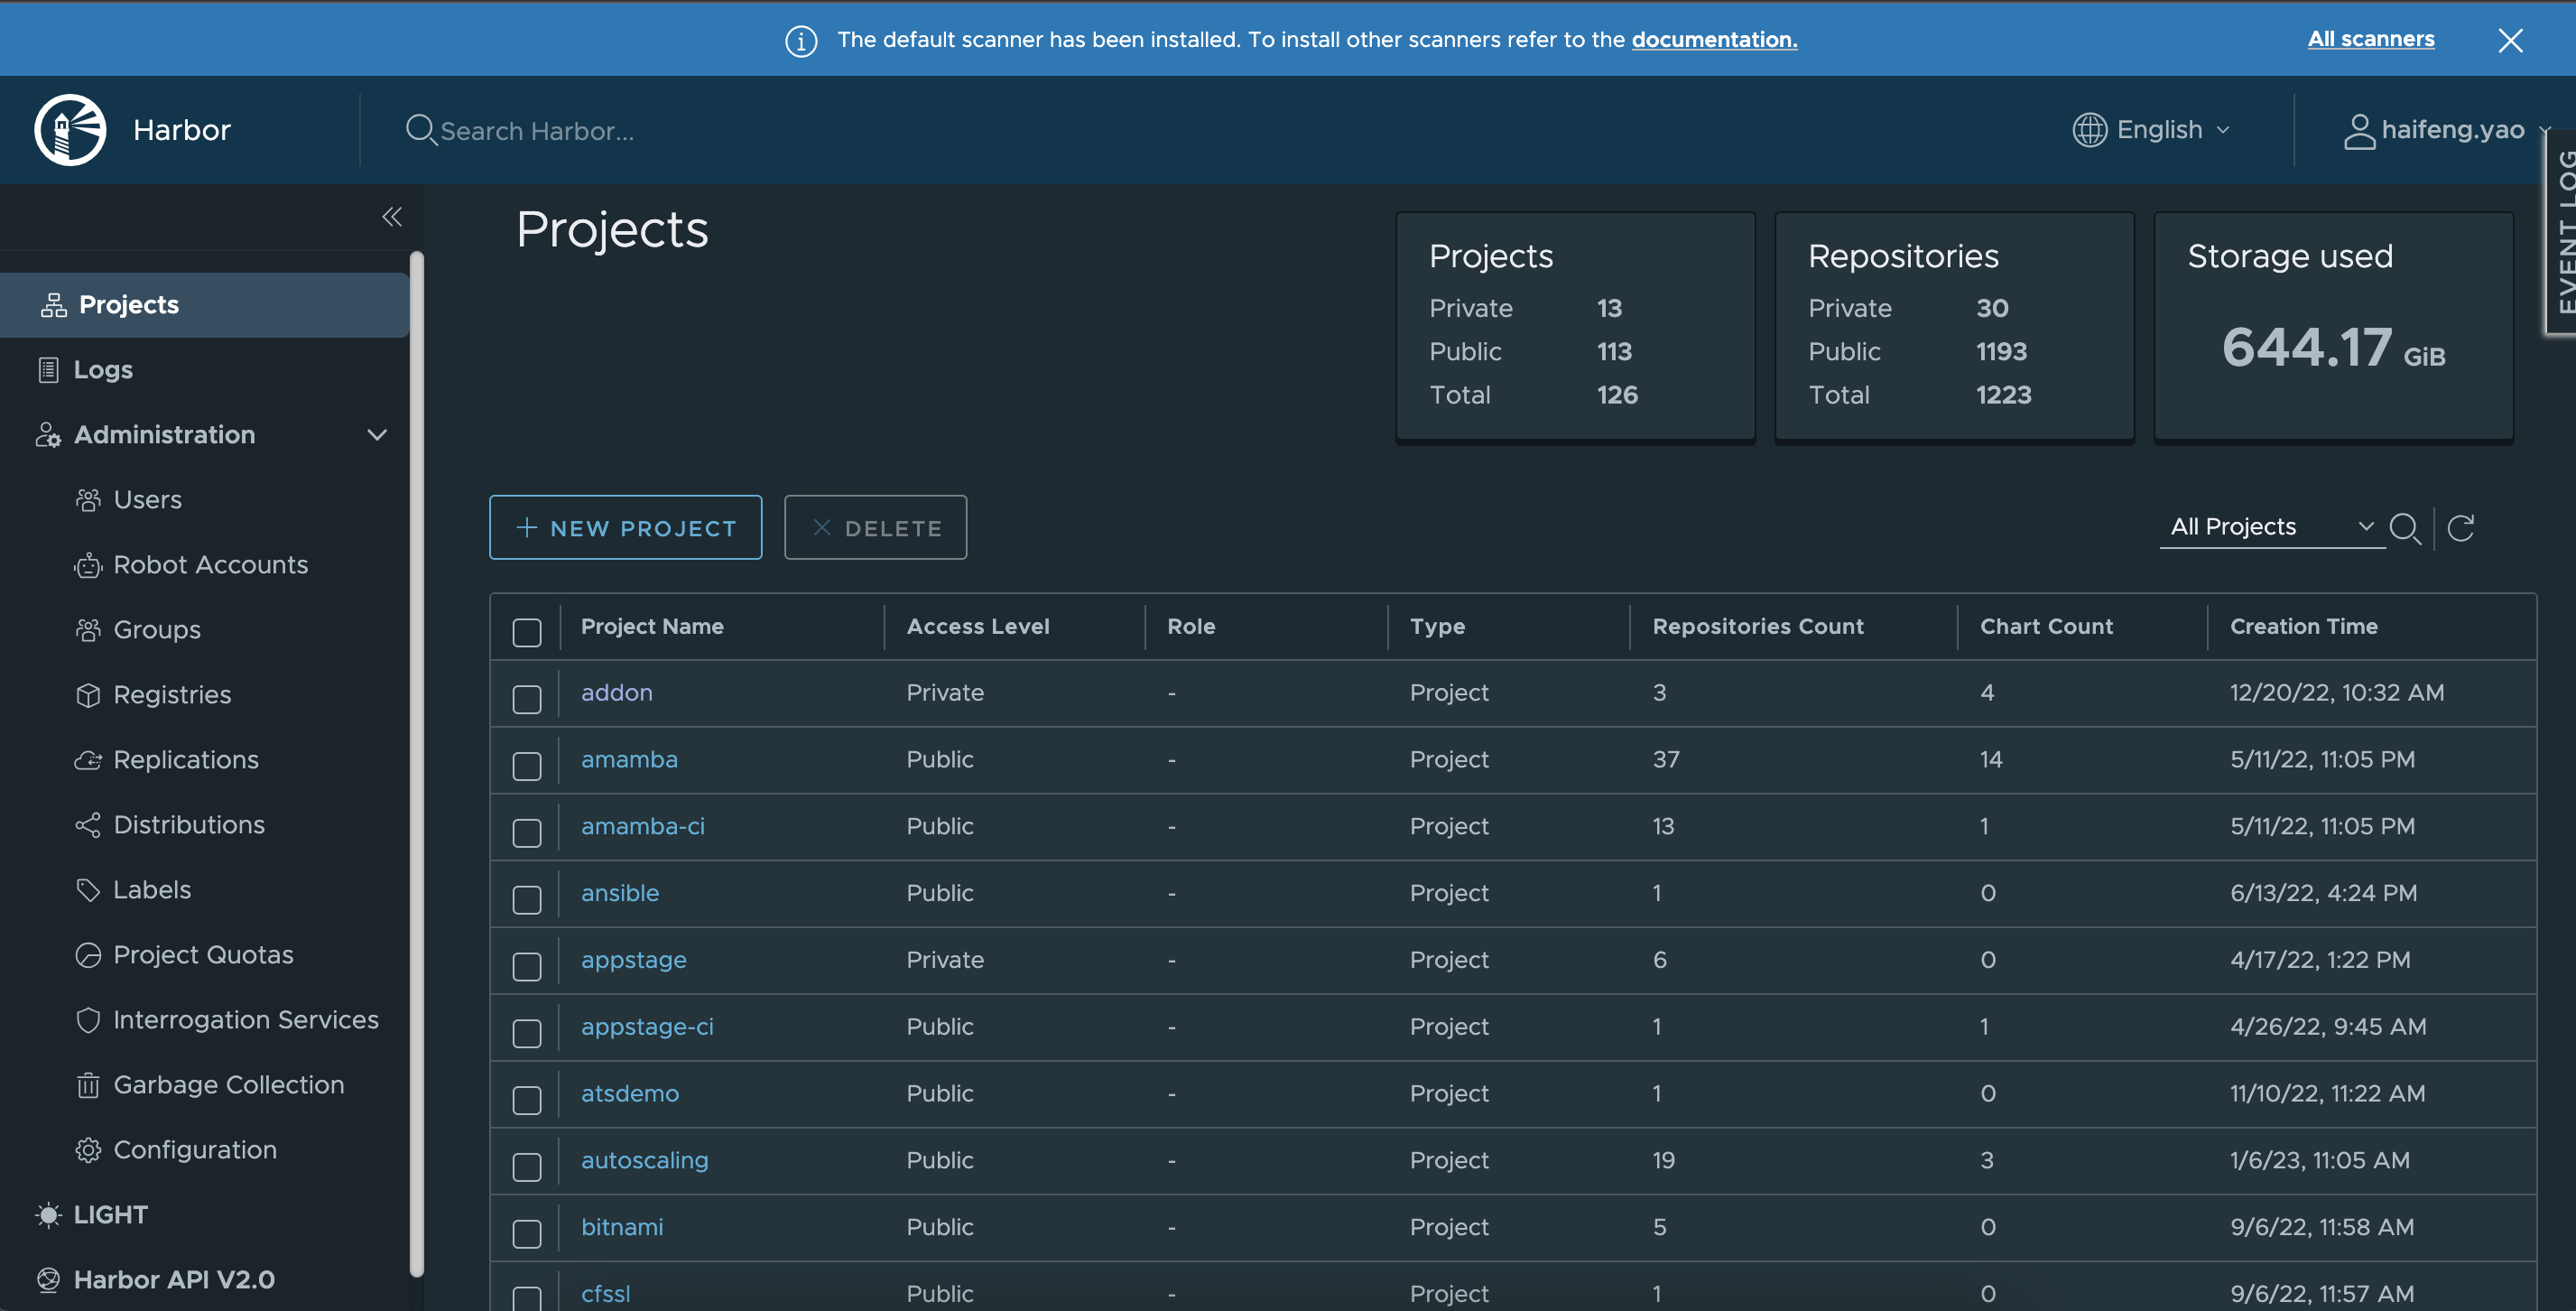 The default scanner has been installed. To install other scanners refer to the documentation.
All scanners
Harbor
Search Harbor...
English
haifeng.yao
EVENT LOG
Projects
Logs
Administration
Users
Robot Accounts
Groups
Registries
Replications
Distributions
Labels
Project Quotas
Interrogation Services
Garbage Collection
Configuration
LIGHT
Harbor API V2.0
Projects
Projects
Private 13
Public 113
Total 126
Repositories
Private 30
Public 1193
Total 1223
Storage used
644.17 GiB
NEW PROJECT
DELETE
All Projects
Project Name Access Level Role Type Repositories Count Chart Count Creation Time
addon Private - Project 3 4 12/20/22, 10:32 AM
amamba Public - Project 37 14 5/11/22, 11:05 PM
amamba-ci Public - Project 13 1 5/11/22, 11:05 PM
ansible Public - Project 1 0 6/13/22, 4:24 PM
appstage Private - Project 6 0 4/17/22, 1:22 PM
appstage-ci Public - Project 1 1 4/26/22, 9:45 AM
atsdemo Public - Project 1 0 11/10/22, 11:22 AM
autoscaling Public - Project 19 3 1/6/23, 11:05 AM
bitnami Public - Project 5 0 9/6/22, 11:58 AM
cfssl Public - Project 1 0 9/6/22, 11:57 AM